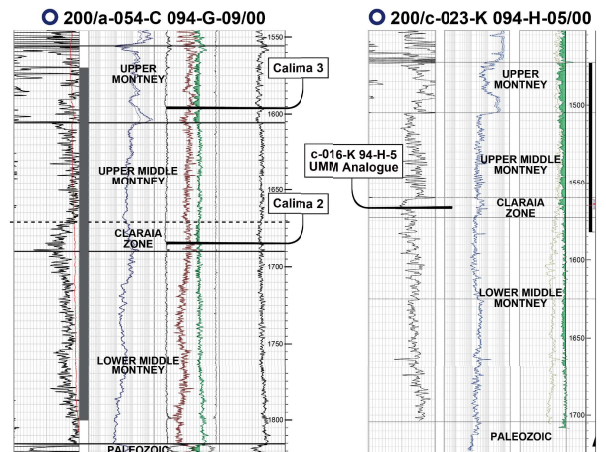 200/a-054-C 094-G-09/00
1550
UPPER
MONTNEY
Calima 3
1600
UPPER MIDDLE
MONTNEY
1650
Calima 2
CLARAIA
ZONE
1700
LOWER MIDDLE
MONTNEY
1750
1800
PALEOZOIC
200/c-023-K 094-H-05/00
UPPER
MONTNEY
1500
c-016-K 94-H-5
UMM Analogue
UPPER MIDDLE
MONTNEY
1550
CLARAIA
ZONE
1600
LOWER MIDDLE
MONTNEY
1650
1700
PALEOZOIC